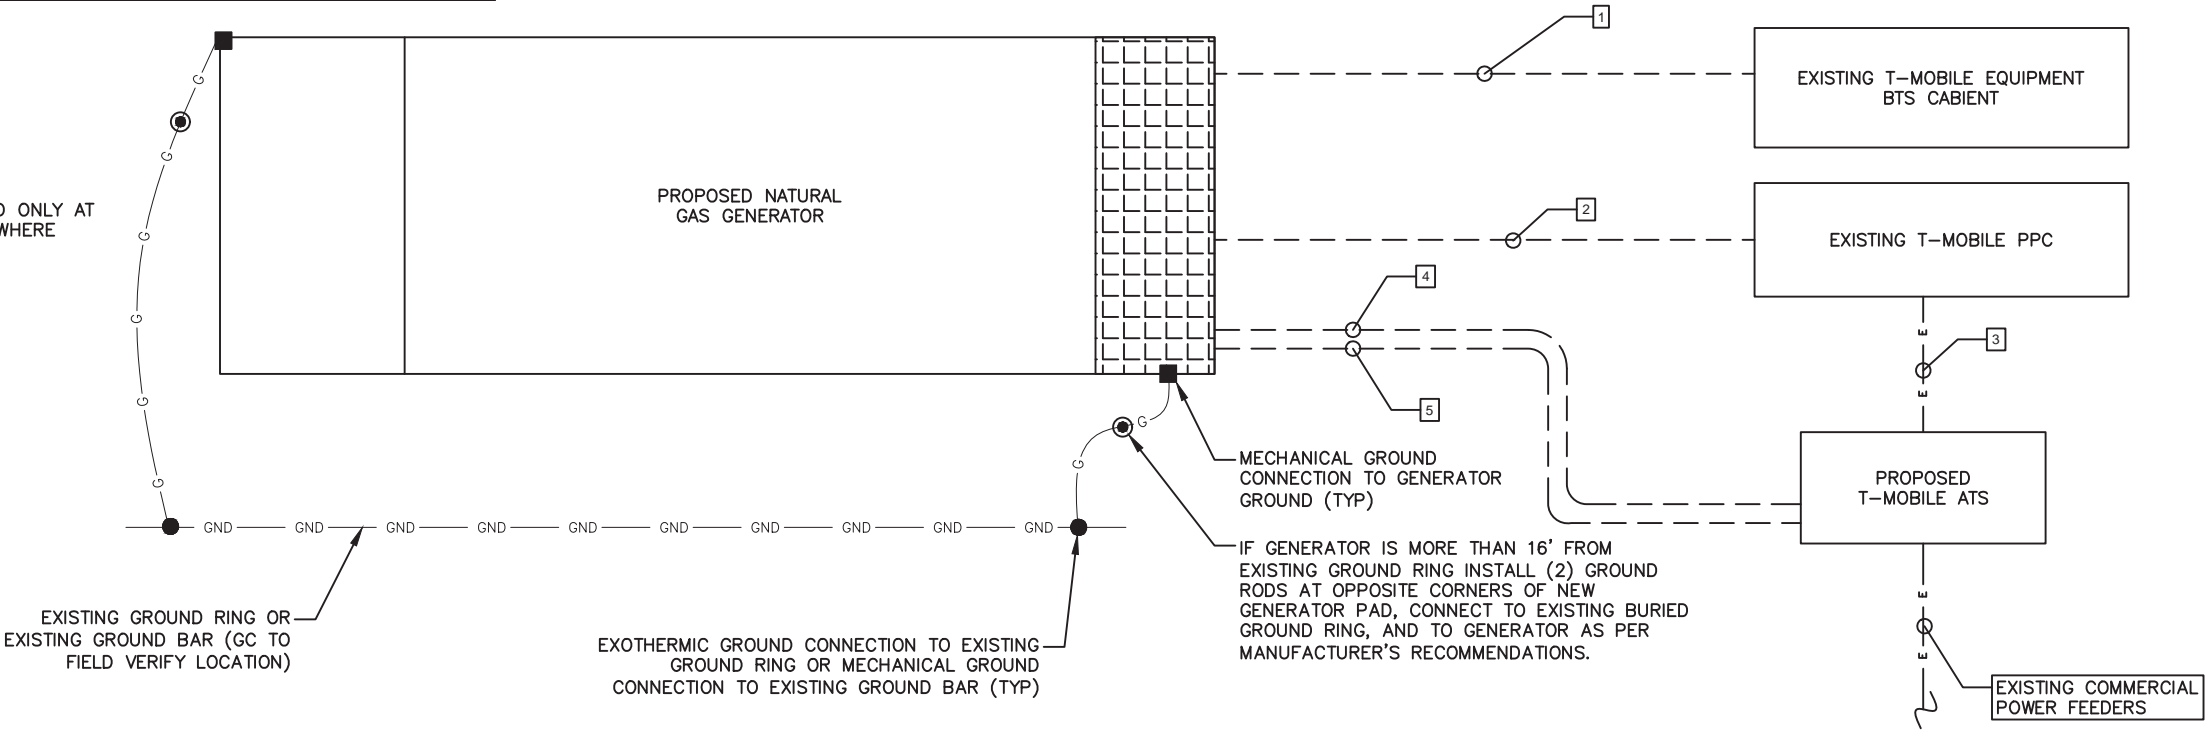 1
EXISTING T-MOBILE EQUIPMENT
BTS CABIENT
G
G
ONLY AT
WHERE
PROPOSED NATURAL
GAS GENERATOR
2
G
EXISTING T-MOBILE PPC
4
G
E
3
E
G
5
G
G
G
MECHANICAL GROUND
CONNECTION TO GENERATOR
GROUND (TYP)
PROPOSED
T-MOBILE ATS
GND GND GND GND GND GND GND GND GND GND
IF GENERATOR IS MORE THAN 16' FROM
EXISTING GROUND RING INSTALL (2) GROUND
RODS AT OPPOSITE CORNERS OF NEW
GENERATOR PAD, CONNECT TO EXISTING BURIED
GROUND RING, AND TO GENERATOR AS PER
MANUFACTURER'S RECOMMENDATIONS.
EXISTING GROUND RING OR
EXISTING GROUND BAR (GC TO
FIELD VERIFY LOCATION)
EXOTHERMIC GROUND CONNECTION TO EXISTING
GROUND RING OR MECHANICAL GROUND
CONNECTION TO EXISTING GROUND BAR (TYP)
E
E
EXISTING COMMERCIAL
POWER FEEDERS